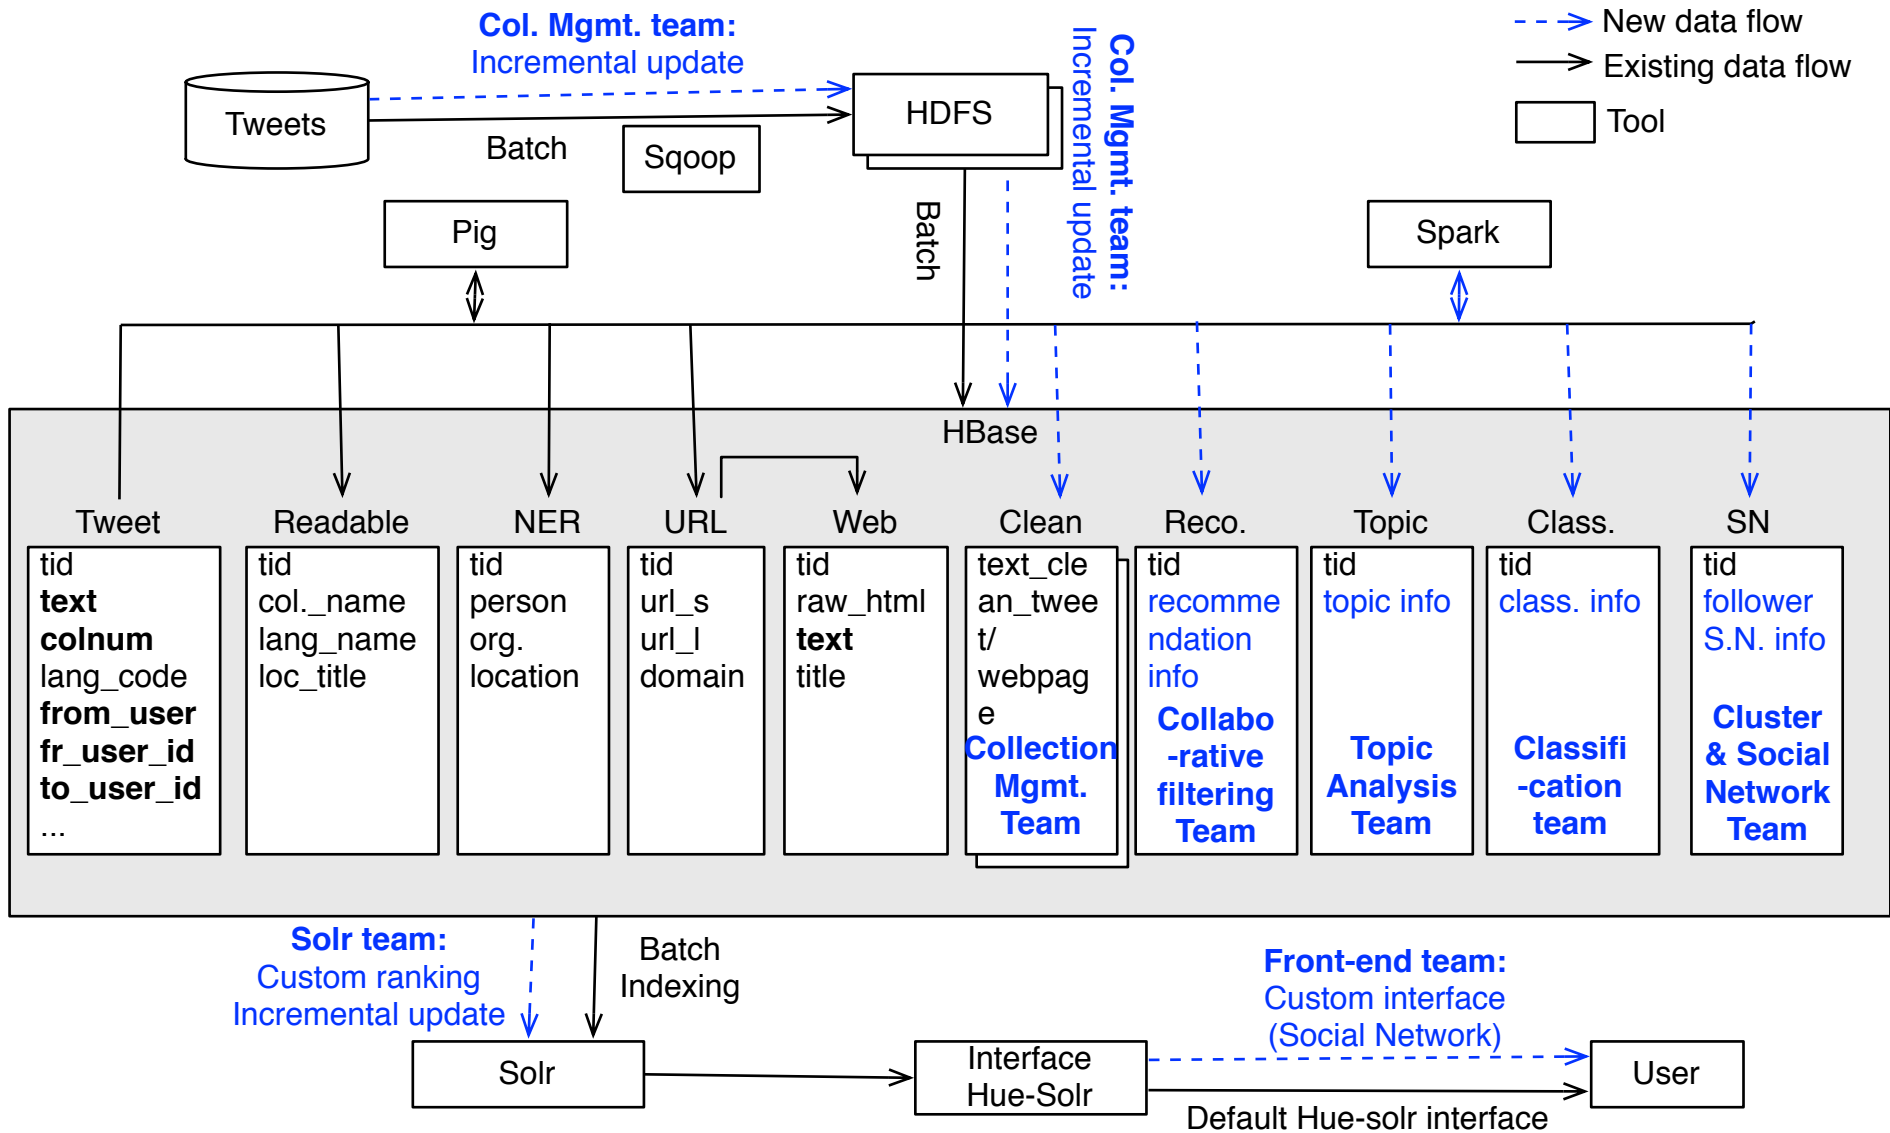 Col. Mgmt. team:
Incremental update
New data flow
Existing data flow
Tool
Tweets
Batch
Sqoop
HDFS
Col. Mgmt. team:
Incremental update
Batch
Pig
Spark
HBase
Tweet
tid
text
colnum
lang_code
from_user
fr_user_id
to_user_id
...
Readable
tid
col._name
lang_name
loc_title
NER
tid
person
org.
location
URL
tid
url_s
url_l
domain
Web
tid
raw_html
text
title
Clean
text_cle
an_twee
t/
webpag
e
Collection
Mgmt.
Team
Reco.
tid
recomme
ndation
info
Collabo
-rative
filtering
Team
Topic
tid
topic info
Topic
Analysis
Team
Class.
tid
class. info
Classifi
-cation
team
SN
tid
follower
S.N. info
Cluster
& Social
Network
Team
Solr team:
Custom ranking
Incremental update
Batch
Indexing
Solr
Interface
Hue-Solr
Front-end team:
Custom interface
(Social Network)
Default Hue-solr interface
User